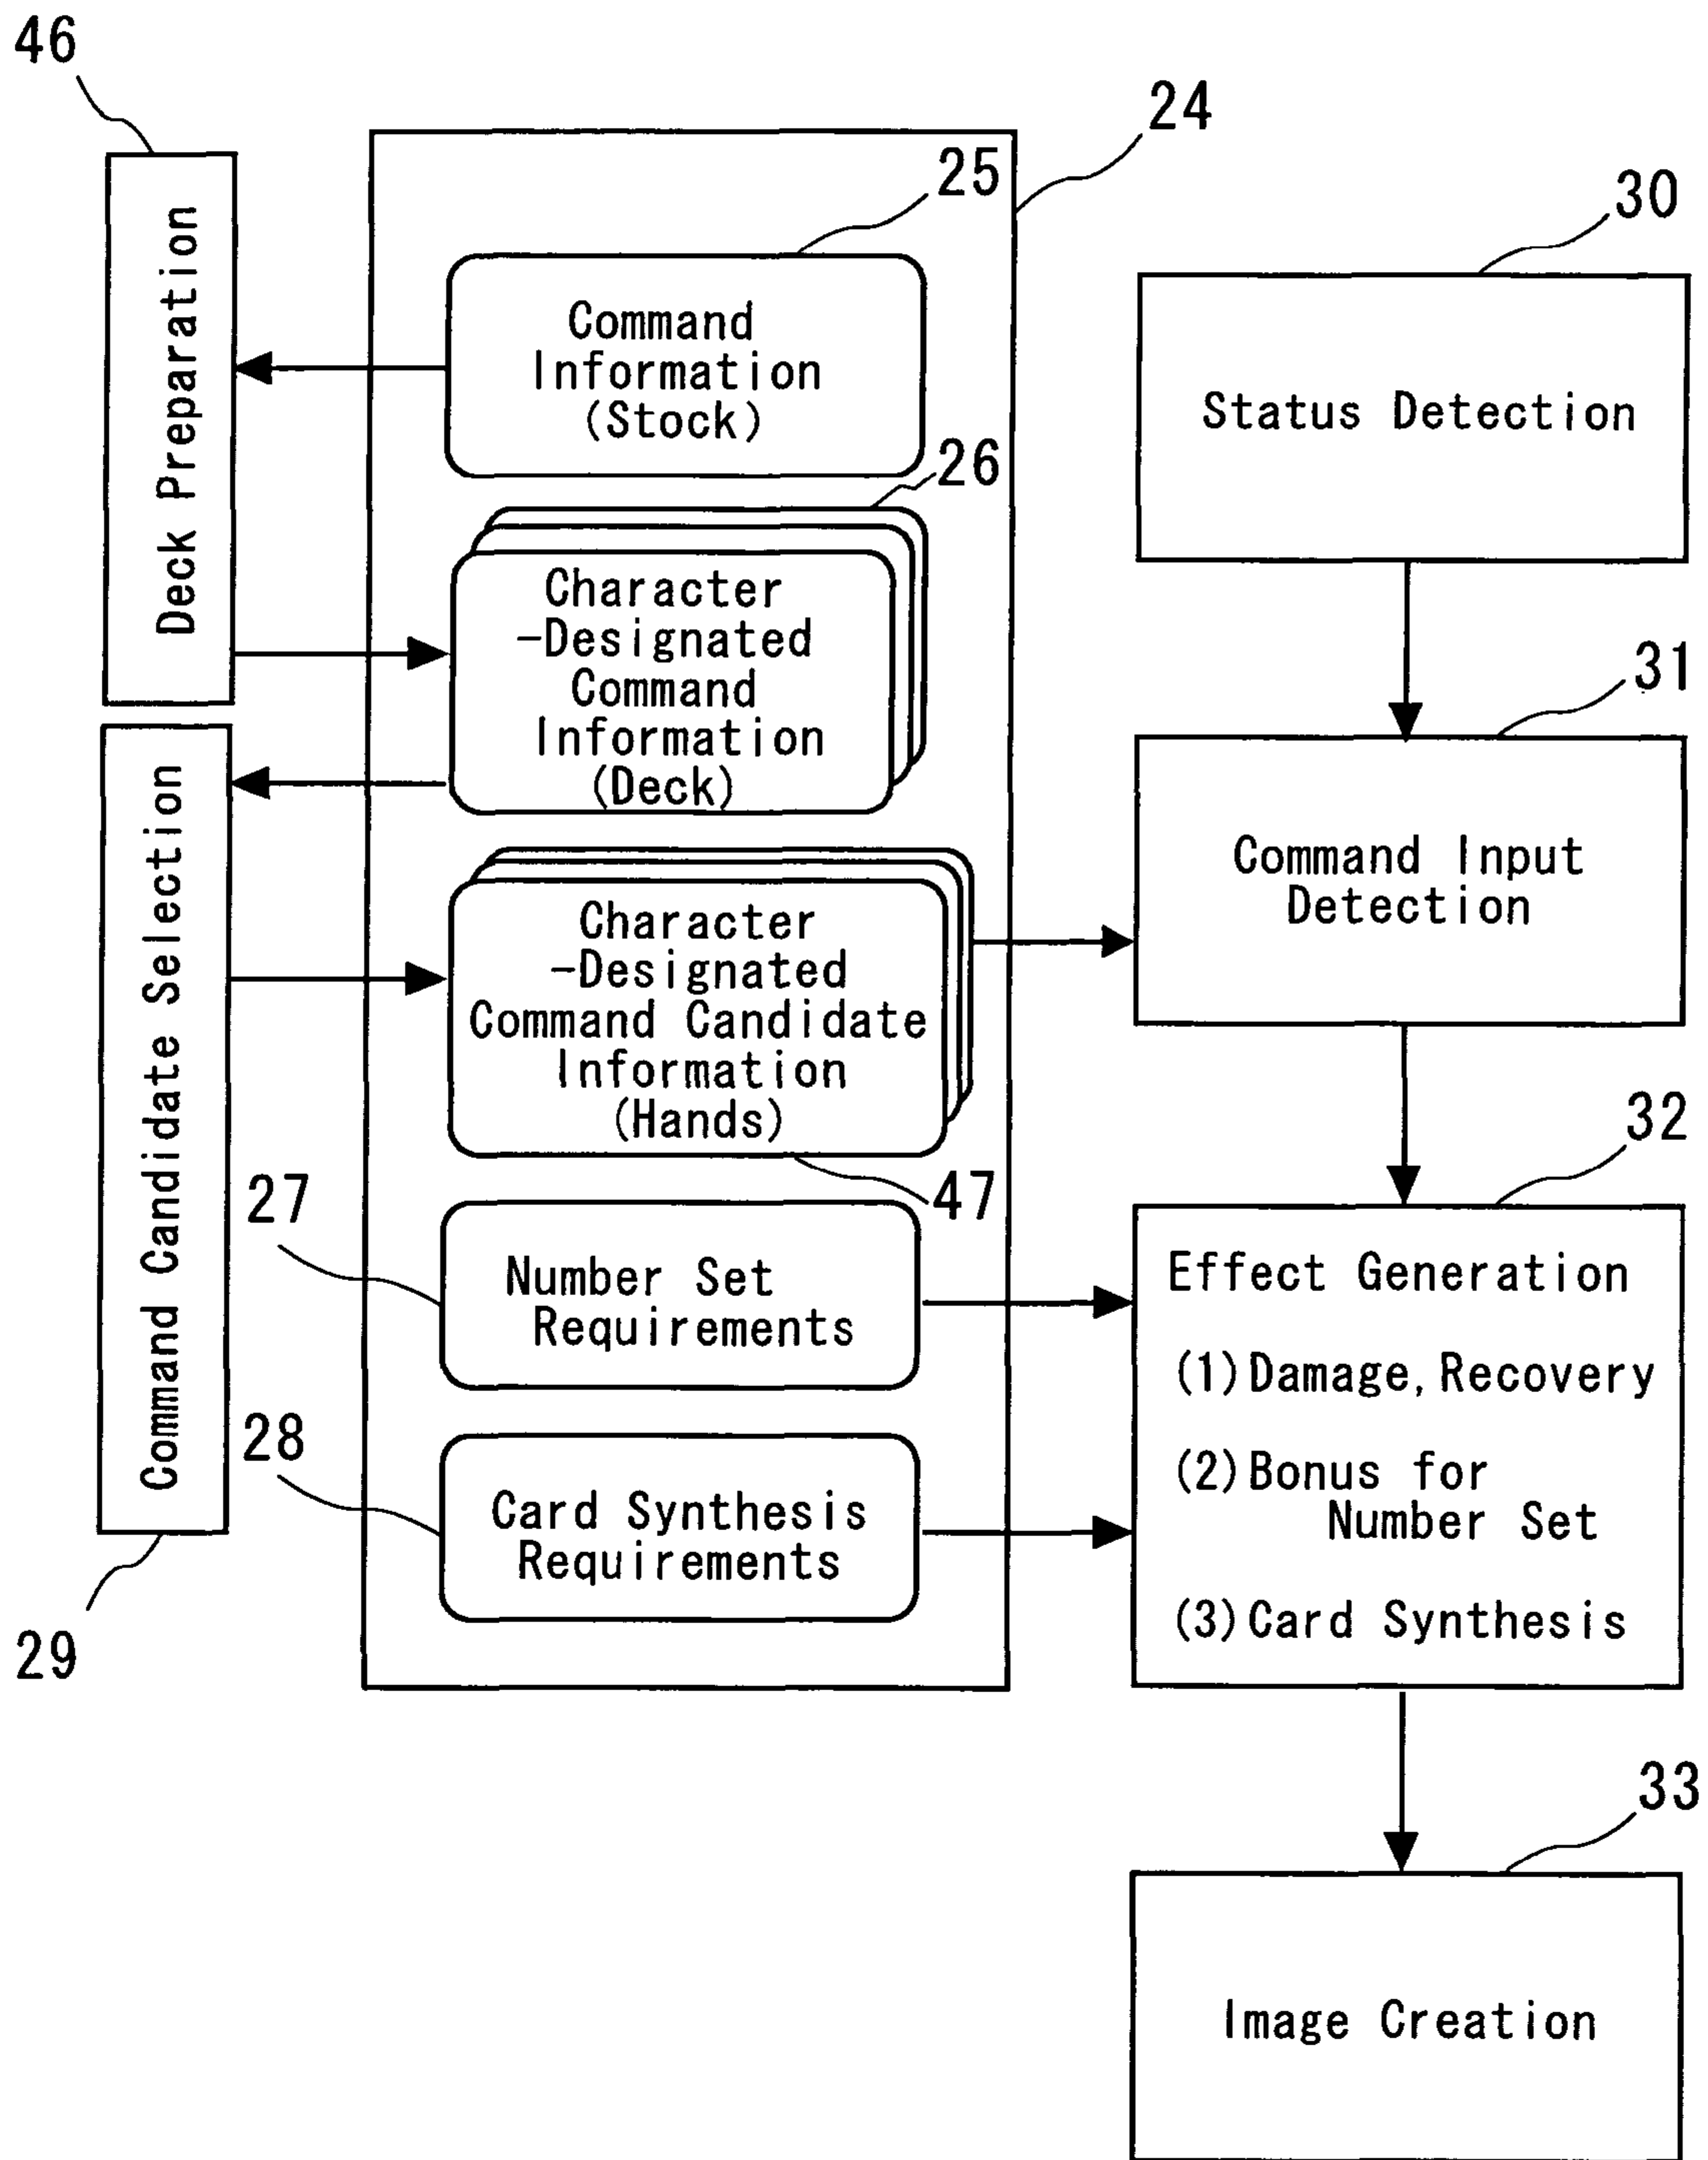 46
24
25
30
Deck Preparation
Command
Information
(Stock)
Status Detection
26
Character
-Designated
Command
Information
(Deck)
31
Command Candidate Selection
Character
-Designated
Command Candidate
Information
(Hands)
Command Input
Detection
47
27
32
Number Set
Requirements
Effect Generation
(1) Damage, Recovery
(2) Bonus for
Number Set
(3) Card Synthesis
28
Card Synthesis
Requirements
29
33
Image Creation